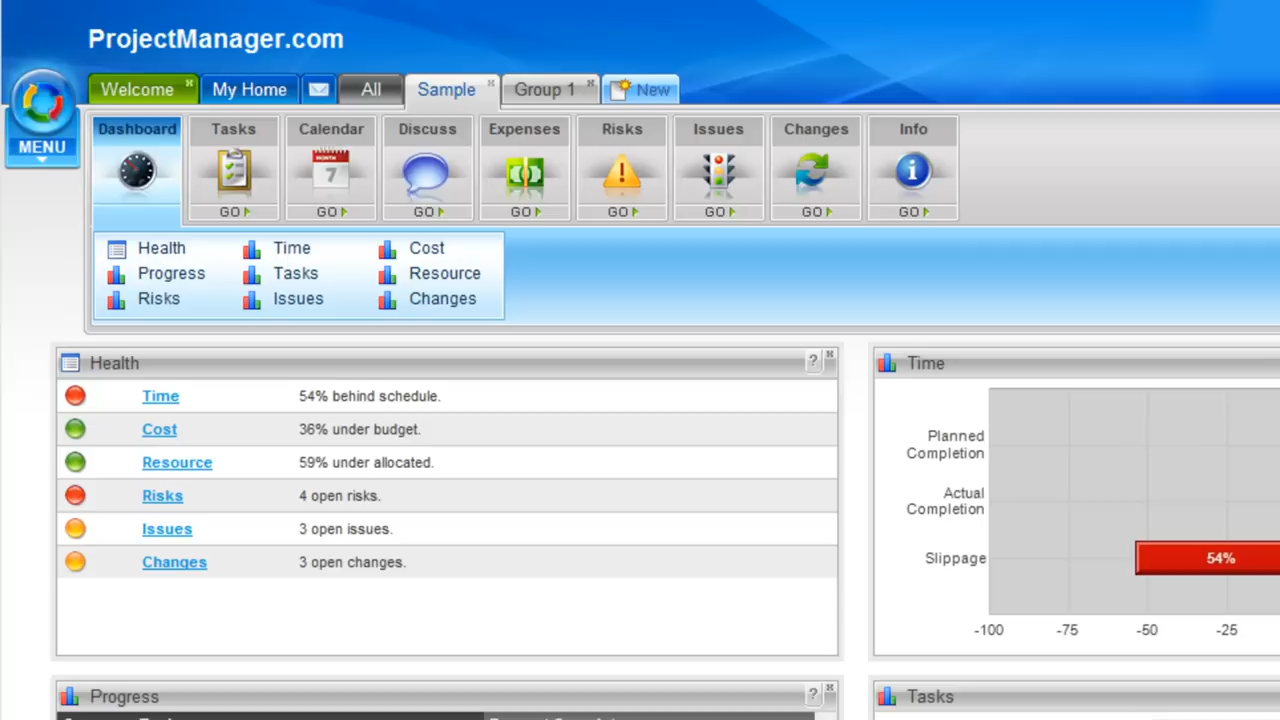 ProjectManager.com
Welcome My Home All Sample Group 1 New
MENU
Dashboard Tasks Calendar Discuss Expenses Risks Issues Changes Info
MONTH
7
GO GO GO GO GO GO GO GO
Health Time Cost
Progress Tasks Resource
Risks Issues Changes
Health ?
Time 54% behind schedule.
Cost 36% under budget.
Resource 59% under allocated.
Risks 4 open risks.
Issues 3 open issues.
Changes 3 open changes.
Time
Planned
Completion
Actual
Completion
Slippage 54%
-100 -75 -50 -25
Progress ?
Tasks